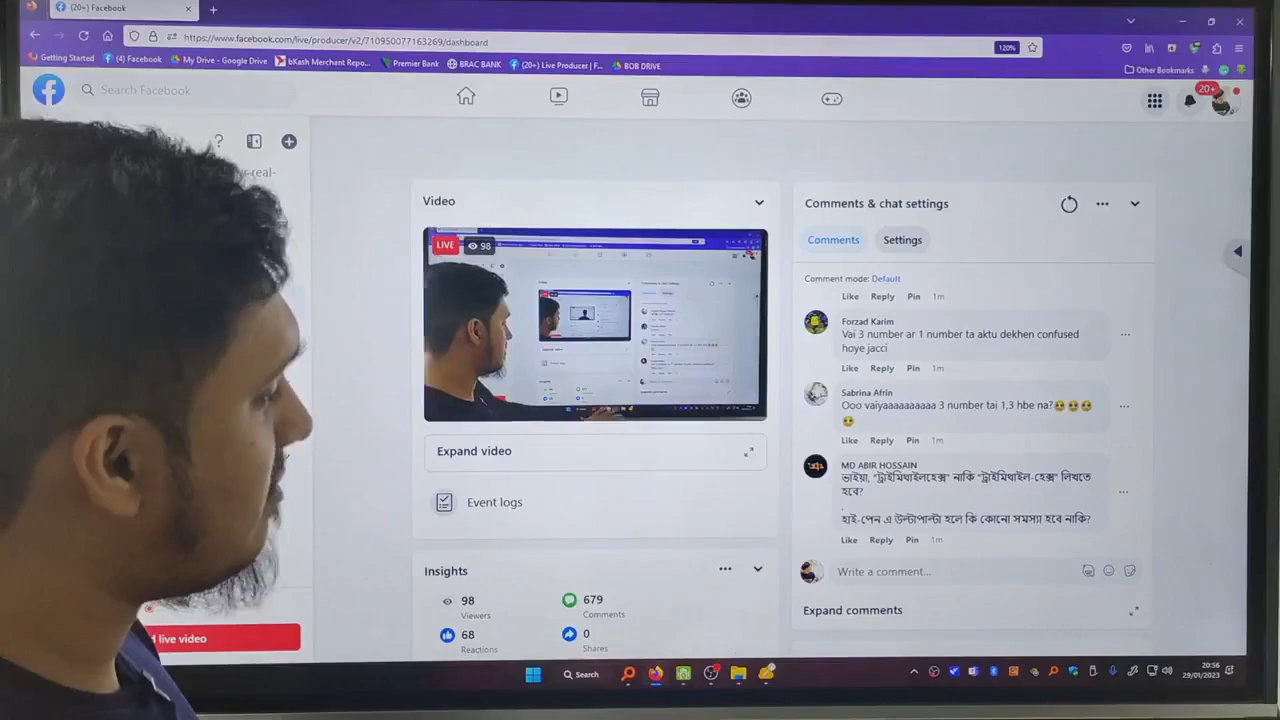 (20+) Facebook
https://www.facebook.com/live/producer/v2/710950077163269/dashboard
120%
Getting Started
(4) Facebook
My Drive - Google Drive
bKash Merchant Repo...
Premier Bank
BRAC BANK
(20+) Live Producer | F...
BOB DRIVE
Other Bookmarks
Search Facebook
20+
r-real-
Video
LIVE
98
Expand video
Event logs
Insights
98
Viewers
679
Comments
68
Reactions
0
Shares
Comments & chat settings
Comments
Settings
Comment mode: Default
Like Reply Pin 1m
Forzad Karim
Vai 3 number ar 1 number ta aktu dekhen confused
hoye jacci
Like Reply Pin 1m
Sabrina Afrin
Ooo vaiyaaaaaaaaaa 3 number tai 1,3 hbe na?
Like Reply Pin 1m
MD ABIR HOSSAIN
ভাইয়া, "ট্রাইমিথাইলহেক্স" নাকি "ট্রাইমিথাইল-হেক্স" লিখতে
হবে?
.
হাই-পেন এ উল্টাপাল্টা হলে কি কোনো সমস্যা হবে নাকি?
Like Reply Pin 1m
Write a comment...
Expand comments
live video
Search
20:56
29/01/2023